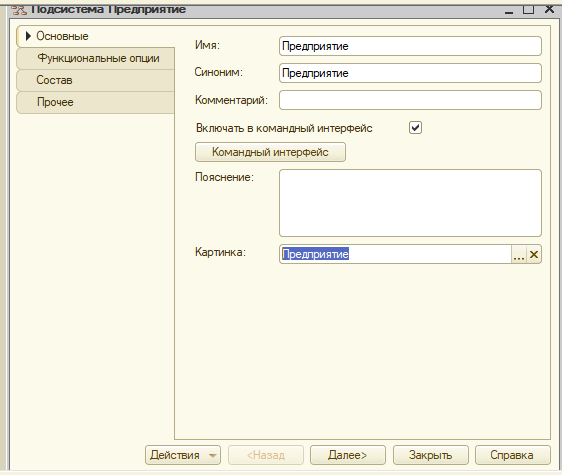 Подсистема Предприятие
Основные
Функциональные опции
Состав
Прочее
Имя: Предприятие
Синоним: Предприятие
Комментарий:
Включать в командный интерфейс
Командный интерфейс
Пояснение:
Картинка: Предприятие ...
Действия <Назад Далее> Закрыть Справка